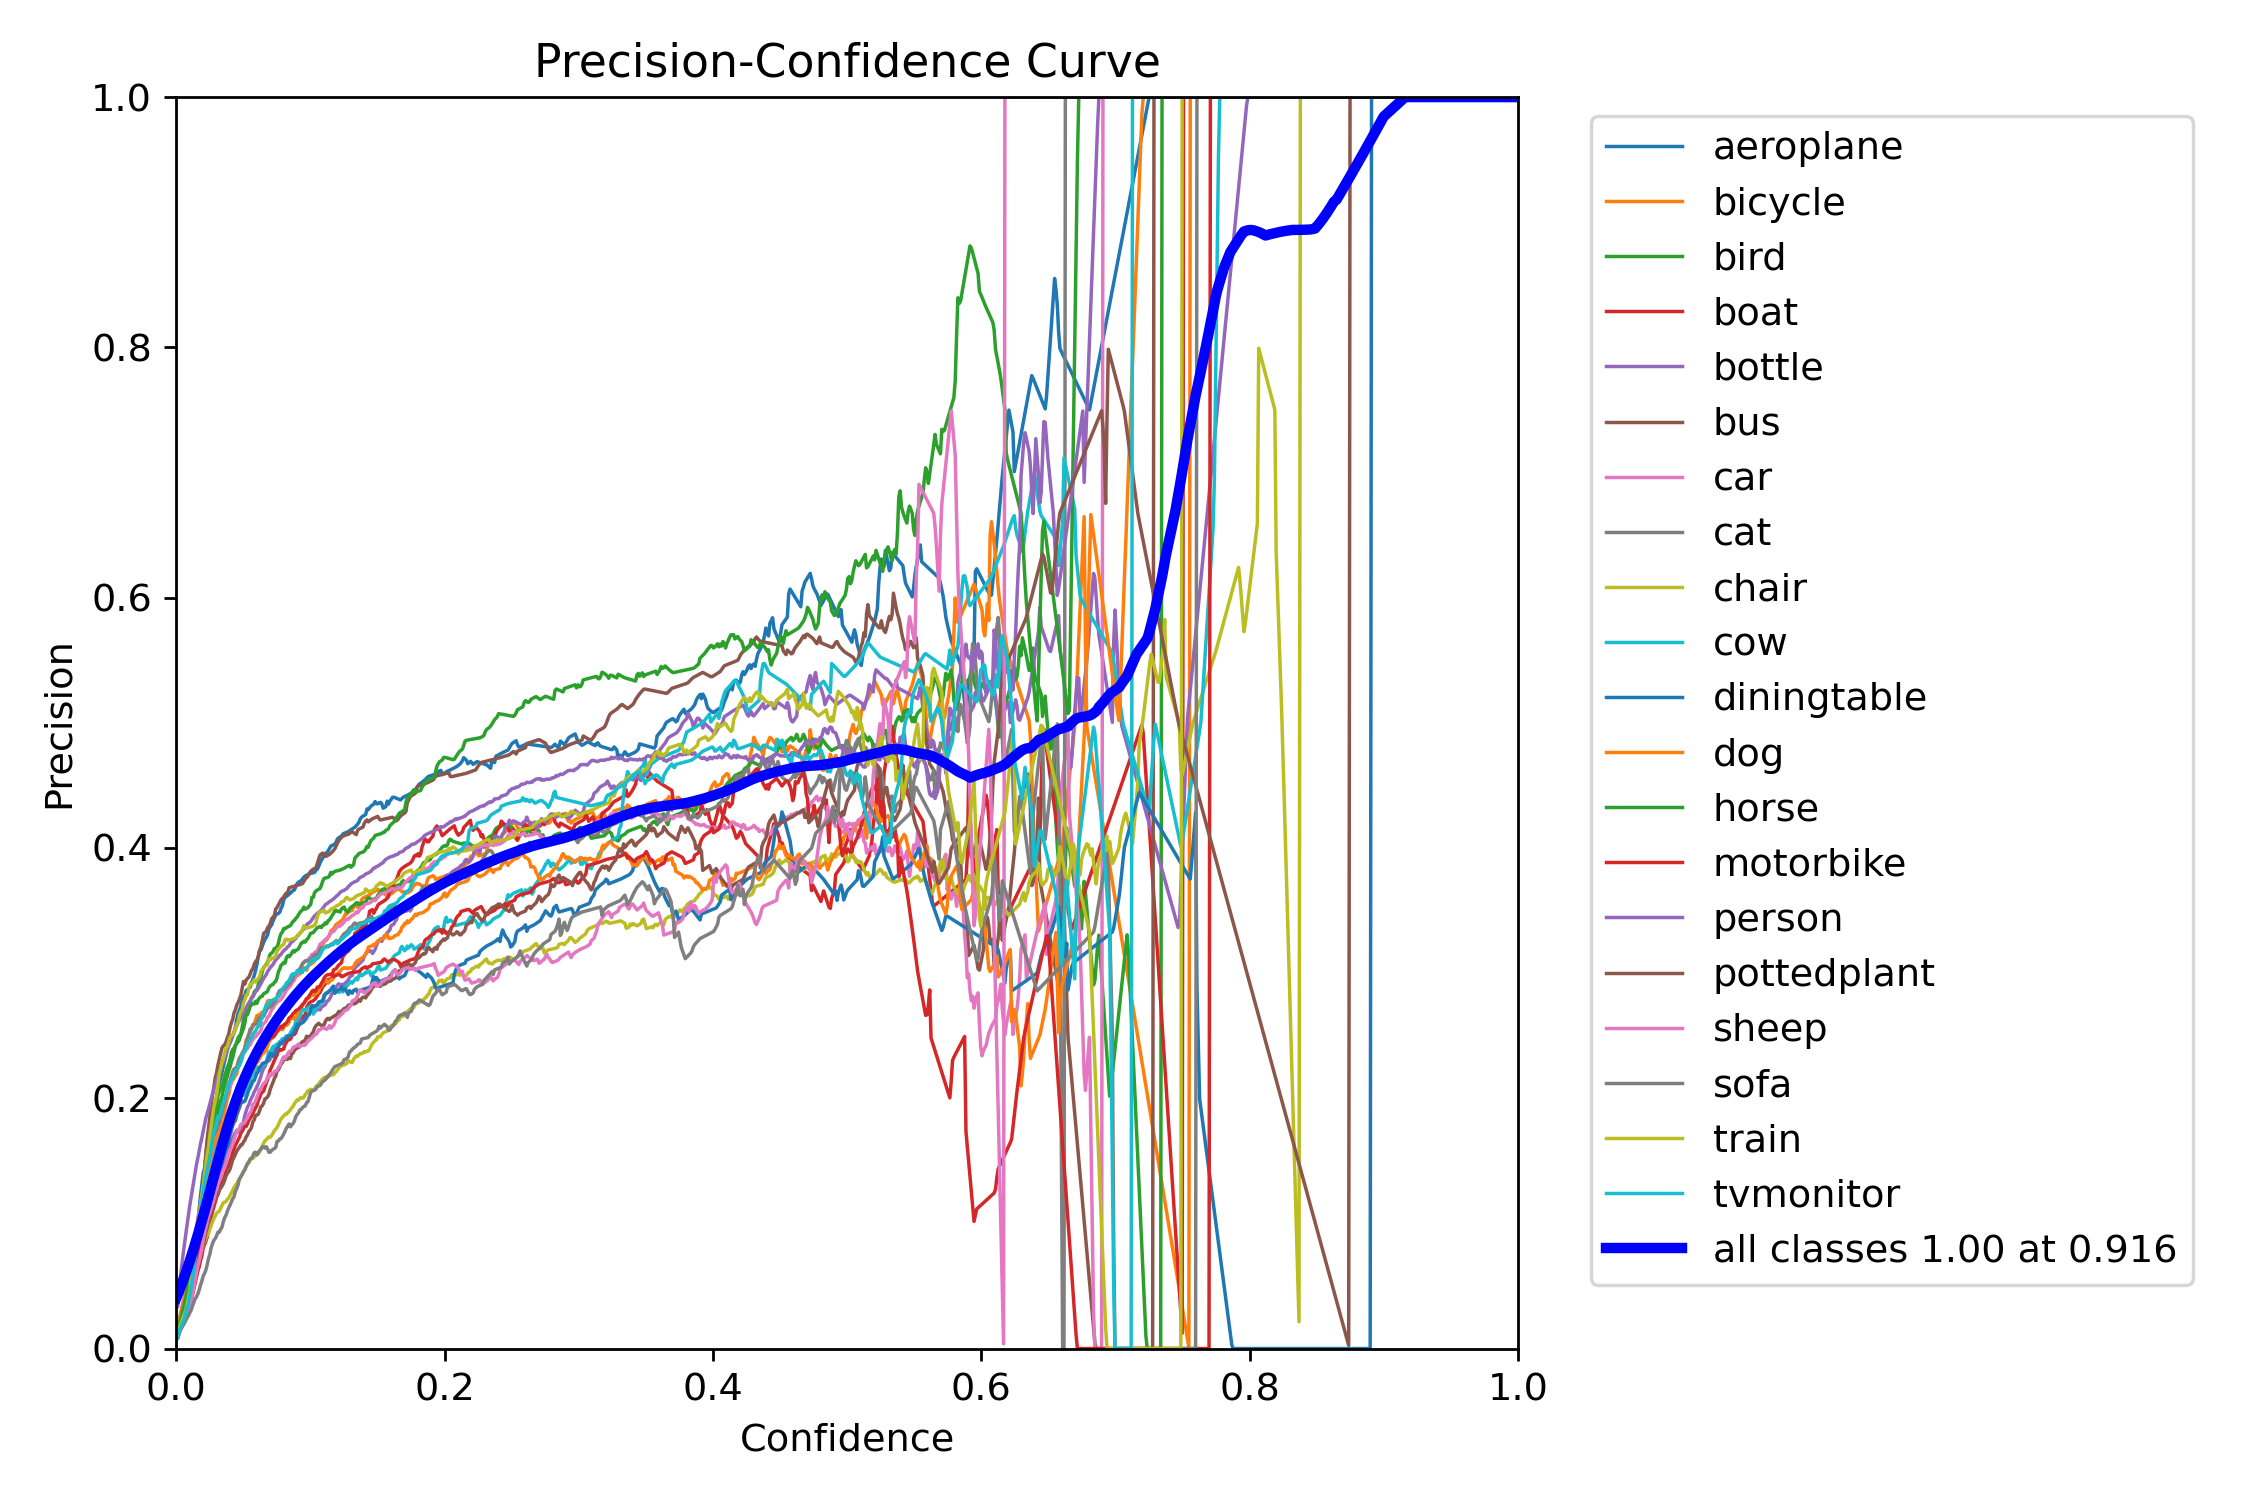 Precision-Confidence Curve
1.0
0.8
0.6
0.4
0.2
0.0
Precision
0.0 0.2 0.4 0.6 0.8 1.0
Confidence
aeroplane
bicycle
bird
boat
bottle
bus
car
cat
chair
cow
diningtable
dog
horse
motorbike
person
pottedplant
sheep
sofa
train
tvmonitor
all classes 1.00 at 0.916